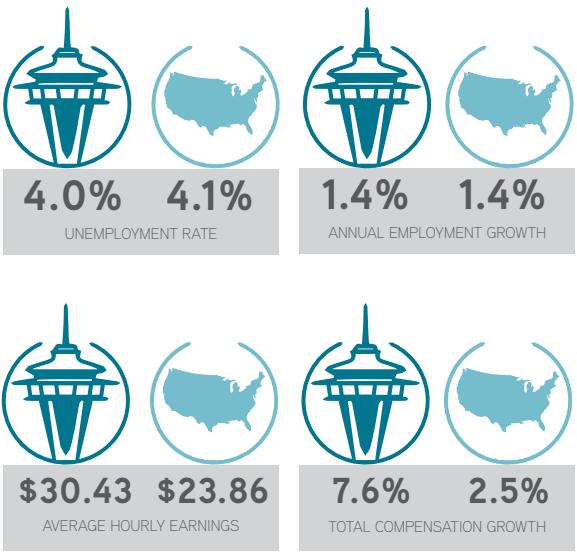 4.0% 4.1%
UNEMPLOYMENT RATE
1.4% 1.4%
ANNUAL EMPLOYMENT GROWTH
$30.43 $23.86
AVERAGE HOURLY EARNINGS
7.6% 2.5%
TOTAL COMPENSATION GROWTH